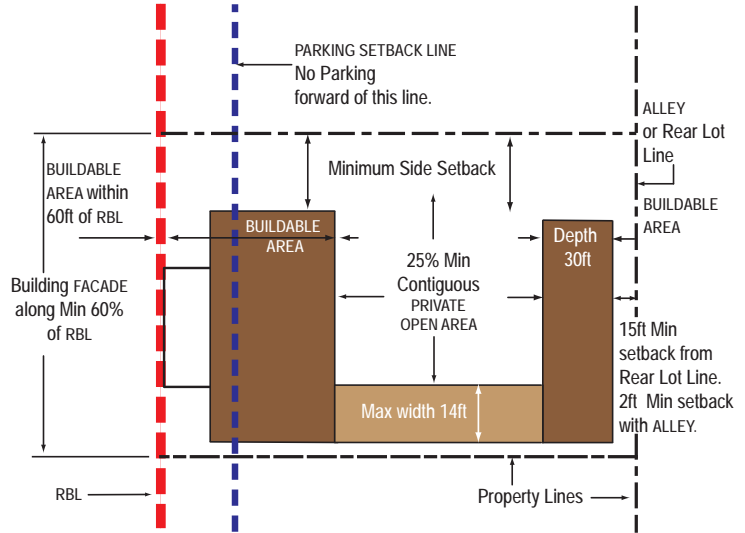 PARKING SETBACK LINE
No Parking
forward of this line.
ALLEY
or Rear Lot
Line
BUILDABLE
AREA within
60ft of RBL
Minimum Side Setback
BUILDABLE
AREA
BUILDABLE
AREA
Depth
30ft
25% Min
Contiguous
PRIVATE
OPEN AREA
Building FACADE
along Min 60%
of RBL
15ft Min
setback from
Rear Lot Line.
2ft Min setback
with ALLEY.
Max width 14ft
RBL
Property Lines